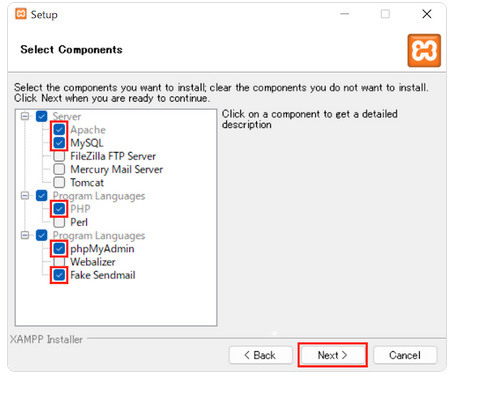 Setup
Select Components
Select the components you want to install; clear the components you do not want to install.
Click Next when you are ready to continue.
Server
Apache
MySQL
FileZilla FTP Server
Mercury Mail Server
Tomcat
Program Languages
PHP
Perl
Program Languages
phpMyAdmin
Webalizer
Fake Sendmail
Click on a component to get a detailed
description
XAMPP Installer
< Back
Next >
Cancel